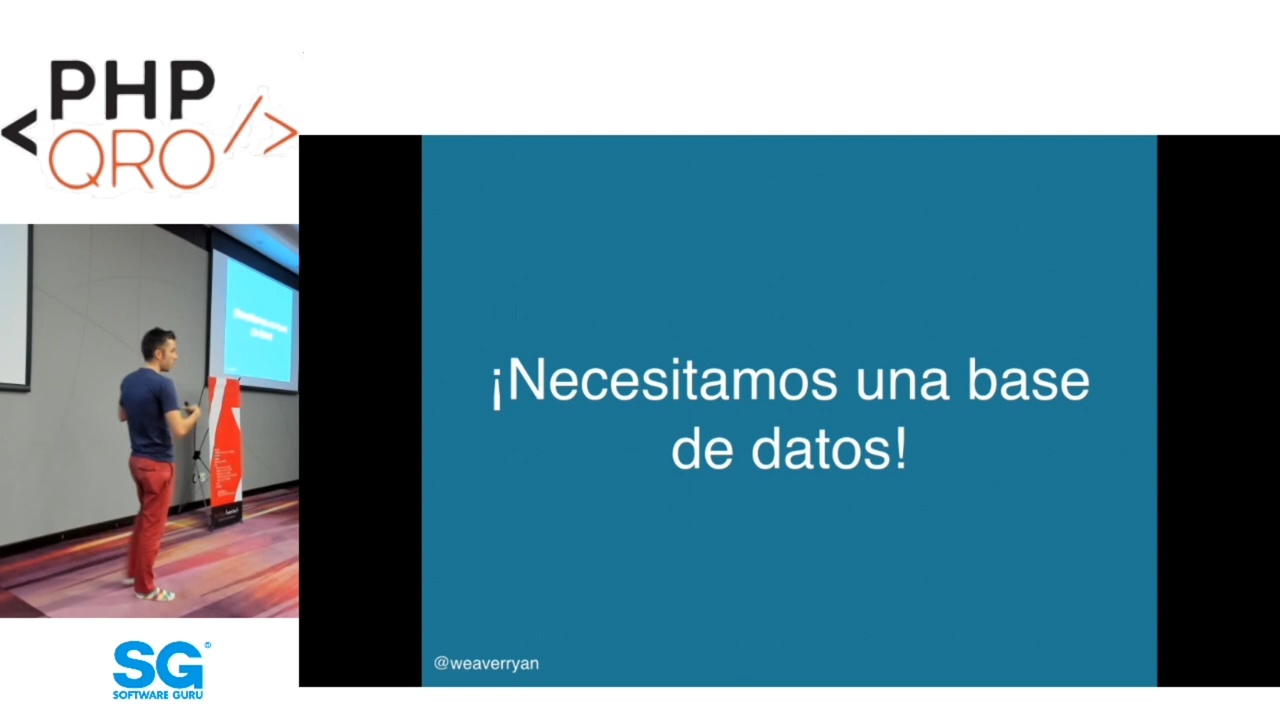 <PHP
QRO/>
¡Necesitamos una base
de datos!
@weaverryan
SG®
SOFTWARE GURU